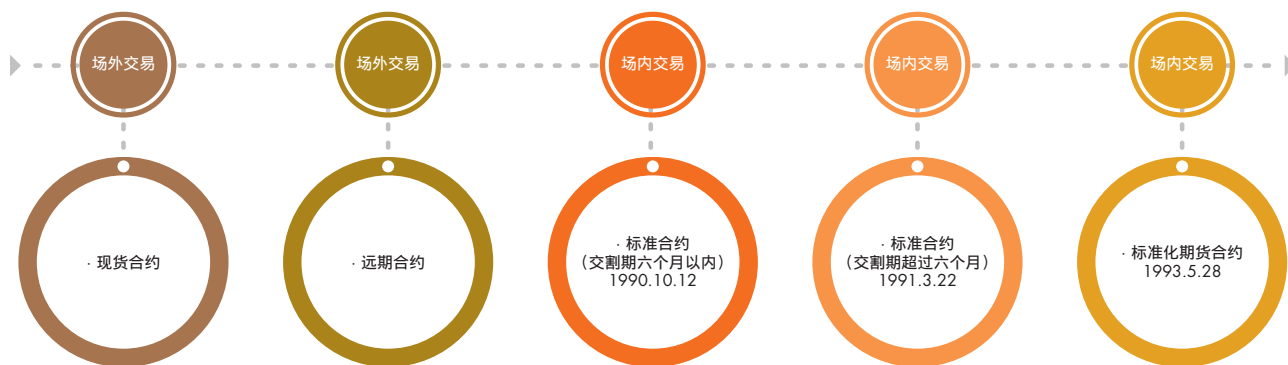 场外交易
场外交易
场内交易
场内交易
场内交易
· 现货合约
· 远期合约
· 标准合约
（交割期六个月以内）
1990.10.12
· 标准合约
（交割期超过六个月）
1991.3.22
· 标准化期货合约
1993.5.28